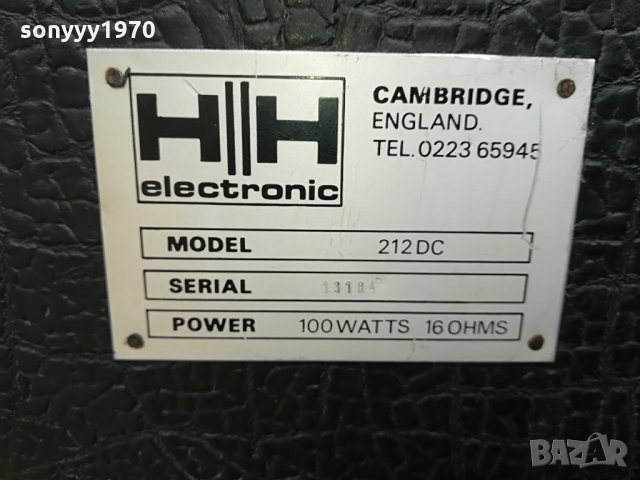 sonyyy1970
HH
electronic
CAMBRIDGE,
ENGLAND.
TEL. 0223 65945
MODEL 212DC
SERIAL
POWER 100WATTS 16OHMS
BAZAR